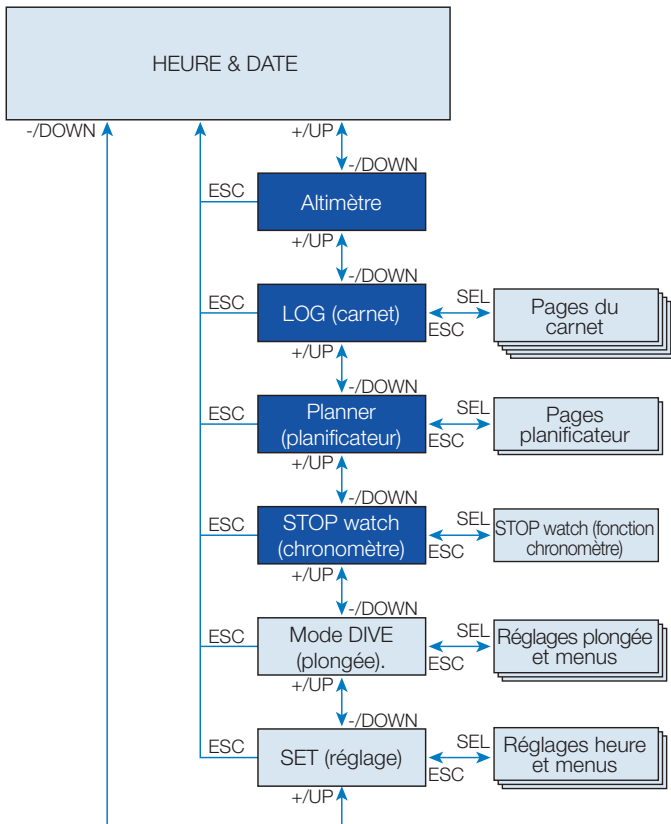 HEURE & DATE
-/DOWN
+/UP
-/DOWN
ESC
Altimètre
+/UP
-/DOWN
ESC
LOG (carnet)
SEL
ESC
Pages du
carnet
+/UP
-/DOWN
ESC
Planner
(planificateur)
SEL
ESC
Pages
planificateur
+/UP
-/DOWN
ESC
STOP watch
(chronomètre)
SEL
ESC
STOP watch (fonction
chronomètre)
+/UP
-/DOWN
ESC
Mode DIVE
(plongée).
SEL
ESC
Réglages plongée
et menus
+/UP
-/DOWN
ESC
SET (réglage)
SEL
ESC
Réglages heure
et menus
+/UP